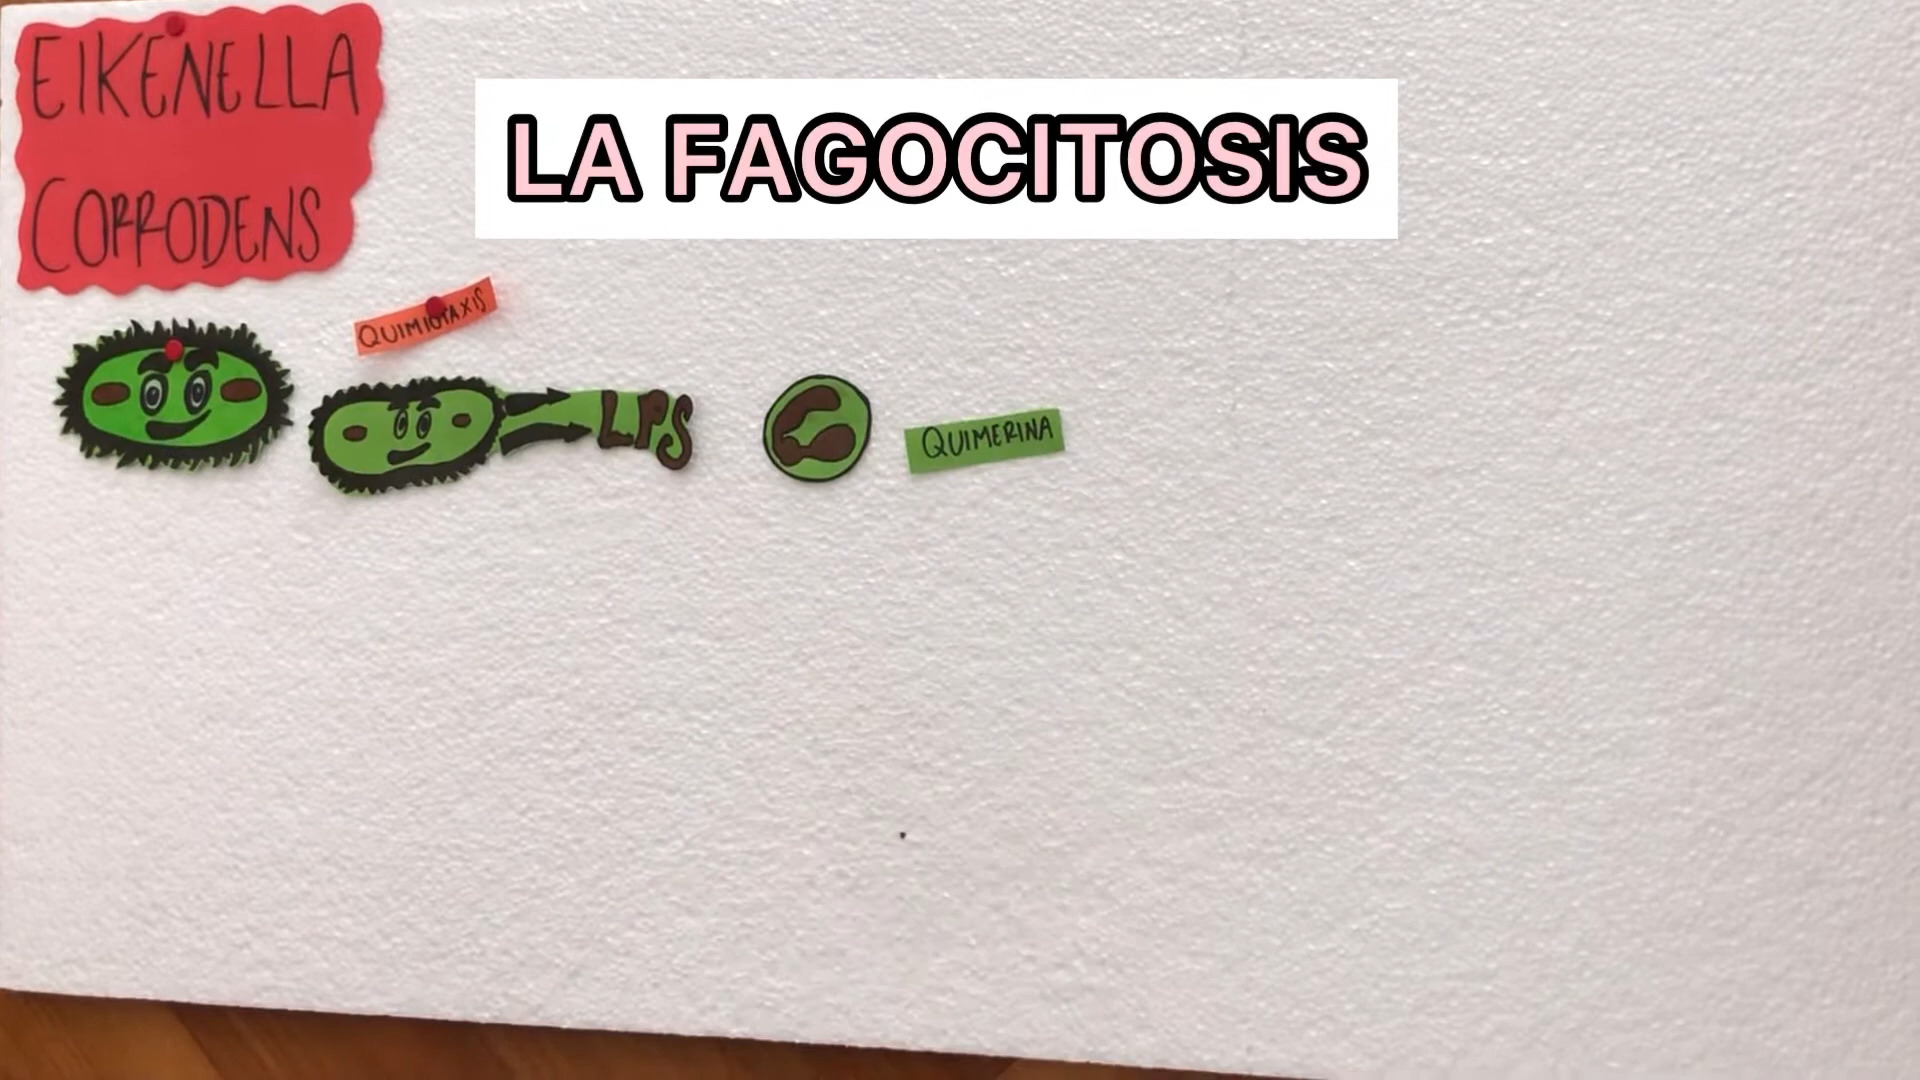 EIKENELLA
CORRODENS
LA FAGOCITOSIS
QUIMIOTAXIS
LPS
QUIMERINA